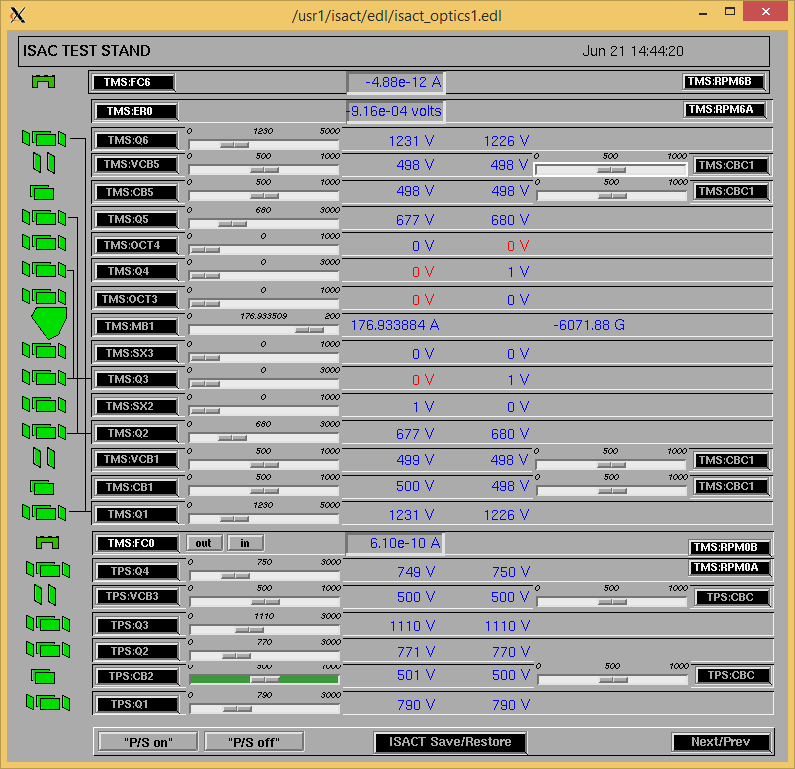 /usr1/isact/edl/isact_optics1.edl
ISAC TEST STAND Jun 21 14:44:20
TMS:FC6 -4.88e-12 A TMS:RPM6B
TMS:ER0 -9.16e-04 volts TMS:RPM6A
TMS:Q6 0 1230 5000 1231 V 1226 V
TMS:VCB5 0 500 1000 498 V 498 V 0 500 1000 TMS:CBC1
TMS:CB5 0 500 1000 498 V 498 V 0 500 1000 TMS:CBC1
TMS:Q5 0 680 3000 677 V 680 V
TMS:OCT4 0 0 1000 0 V 0 V
TMS:Q4 0 0 3000 0 V 1 V
TMS:OCT3 0 0 1000 0 V 0 V
TMS:MB1 0 176.933509 200 176.933884 A -6071.88 G
TMS:SX3 0 0 1000 0 V 0 V
TMS:Q3 0 0 3000 0 V 1 V
TMS:SX2 0 0 1000 1 V 0 V
TMS:Q2 0 680 3000 677 V 680 V
TMS:VCB1 0 500 1000 499 V 498 V 0 500 1000 TMS:CBC1
TMS:CB1 0 500 1000 500 V 498 V 0 500 1000 TMS:CBC1
TMS:Q1 0 1230 5000 1231 V 1226 V
TMS:FC0 out in 6.10e-10 A TMS:RPM0B
TPS:Q4 0 750 3000 749 V 750 V TMS:RPM0A
TPS:VCB3 0 500 1000 500 V 500 V 0 500 1000 TPS:CBC
TPS:Q3 0 1110 3000 1110 V 1110 V
TPS:Q2 0 770 3000 771 V 770 V
TPS:CB2 0 500 1000 501 V 500 V 0 500 1000 TPS:CBC
TPS:Q1 0 790 3000 790 V 790 V
"P/S on" "P/S off" ISACT Save/Restore Next/Prev